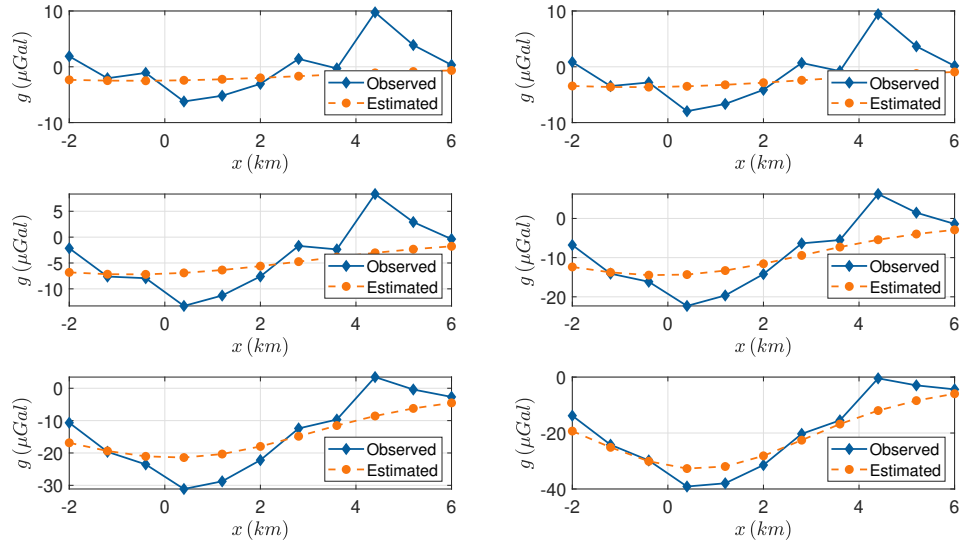 10
0
-10
g (μGal)
-2 0 2 4 6
x (km)
Observed
Estimated
10
0
-10
g (μGal)
-2 0 2 4 6
x (km)
Observed
Estimated
5
0
-5
-10
g (μGal)
-2 0 2 4 6
x (km)
Observed
Estimated
0
-10
-20
g (μGal)
-2 0 2 4 6
x (km)
Observed
Estimated
0
-10
-20
-30
g (μGal)
-2 0 2 4 6
x (km)
Observed
Estimated
0
-20
-40
g (μGal)
-2 0 2 4 6
x (km)
Observed
Estimated